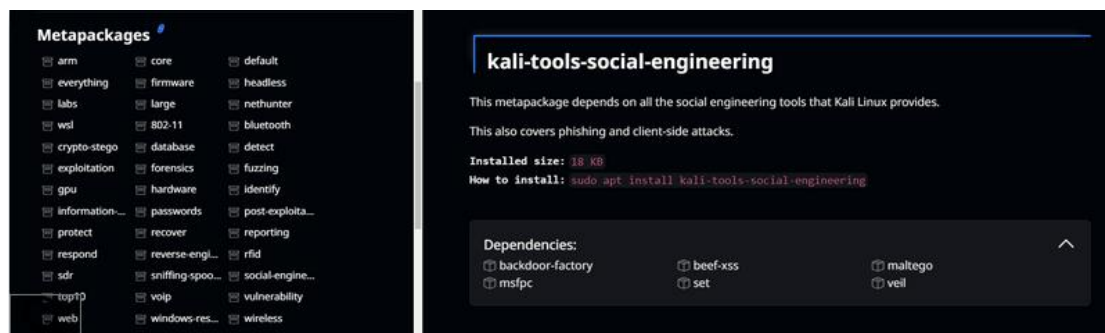 Metapackages
arm core default
everything firmware headless
labs large nethunter
wsl 802-11 bluetooth
crypto-stego database detect
exploitation forensics fuzzing
gpu hardware identify
information-... passwords post-exploita...
protect recover reporting
respond reverse-engi... rfid
sdr sniffing-spoo... social-engine...
top10 voip vulnerability
web windows-res... wireless
kali-tools-social-engineering
This metapackage depends on all the social engineering tools that Kali Linux provides.
This also covers phishing and client-side attacks.
Installed size: 18 KB
How to install: sudo apt install kali-tools-social-engineering
Dependencies:
backdoor-factory beef-xss maltego
msfpc set veil